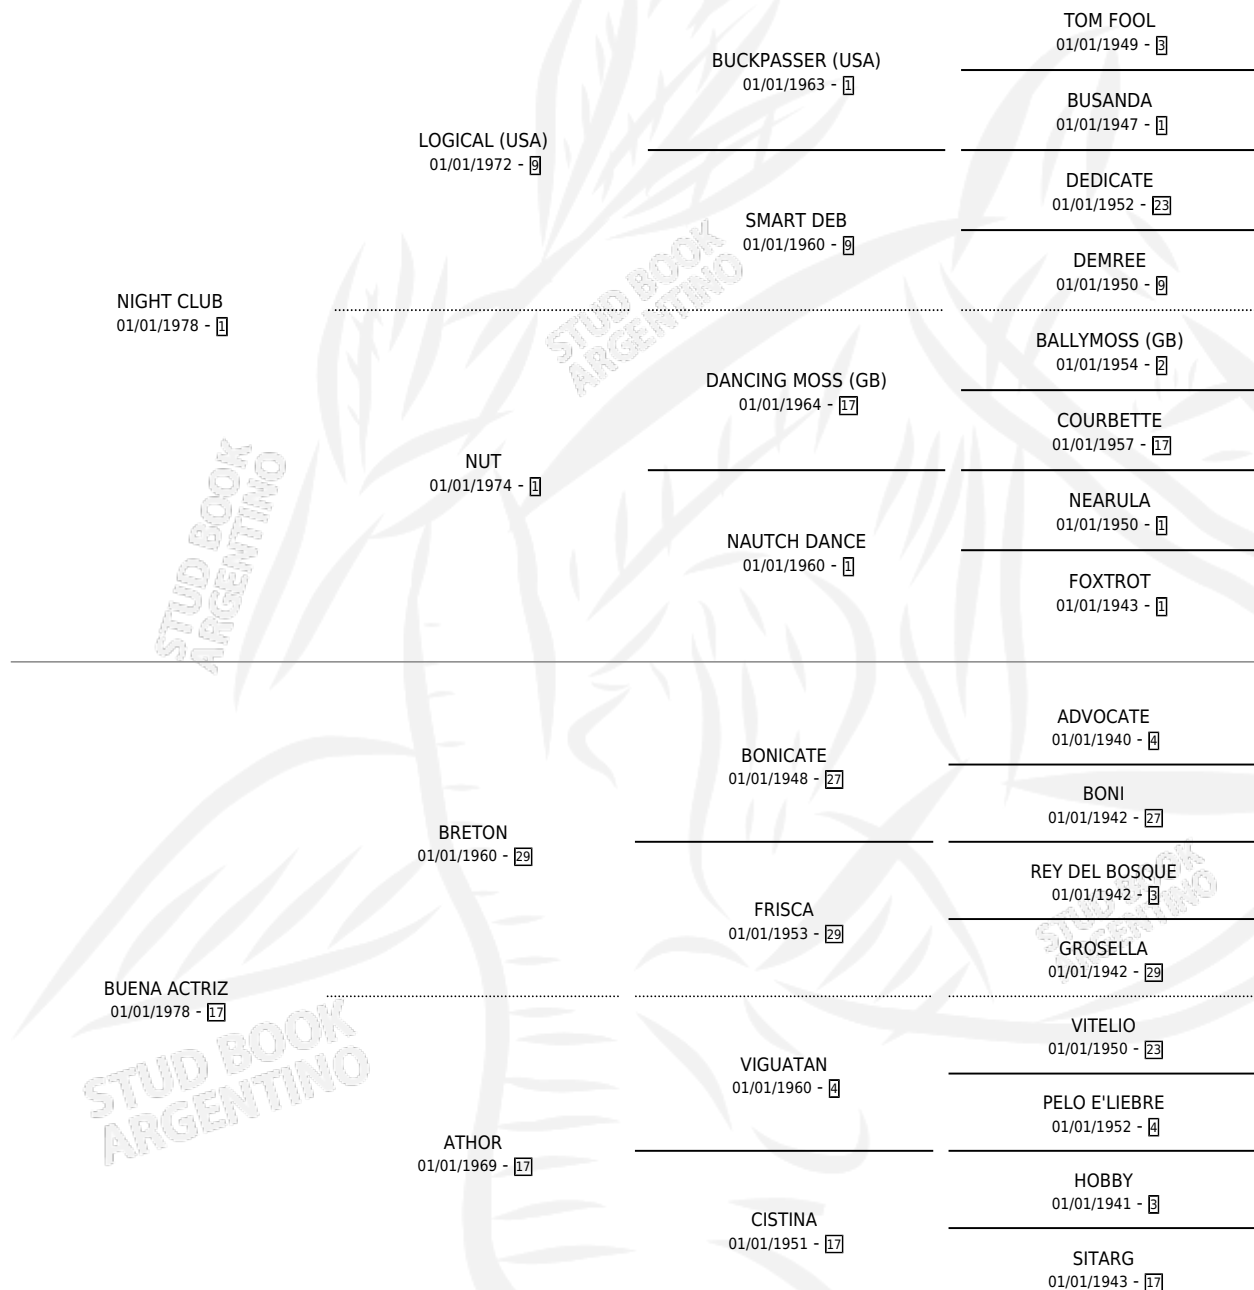 TOM FOOL
01/01/1949 - 3
BUCKPASSER (USA)
01/01/1963 - 1
BUSANDA
01/01/1947 - 1
LOGICAL (USA)
01/01/1972 - 9
DEDICATE
01/01/1952 - 23
SMART DEB
01/01/1960 - 9
DEMREE
01/01/1950 - 9
NIGHT CLUB
01/01/1978 - 1
BALLYMOSS (GB)
01/01/1954 - 2
DANCING MOSS (GB)
01/01/1964 - 17
COURBETTE
01/01/1957 - 17
NUT
01/01/1974 - 1
NEARULA
01/01/1950 - 1
NAUTCH DANCE
01/01/1960 - 1
FOXTROT
01/01/1943 - 1
ADVOCATE
01/01/1940 - 4
BONICATE
01/01/1948 - 27
BONI
01/01/1942 - 27
BRETON
01/01/1960 - 29
REY DEL BOSQUE
01/01/1942 - 3
FRISCA
01/01/1953 - 29
GROSELLA
01/01/1942 - 29
BUENA ACTRIZ
01/01/1978 - 17
VITELIO
01/01/1950 - 23
VIGUATAN
01/01/1960 - 4
PELO E'LIEBRE
01/01/1952 - 4
ATHOR
01/01/1969 - 17
HOBBY
01/01/1941 - 3
CISTINA
01/01/1951 - 17
SITARG
01/01/1943 - 17
STUD BOOK
ARGENTINO
STUD BOOK
ARGENTINO
STUD BOOK
ARGENTINO
STUD BOOK
ARGENTINO